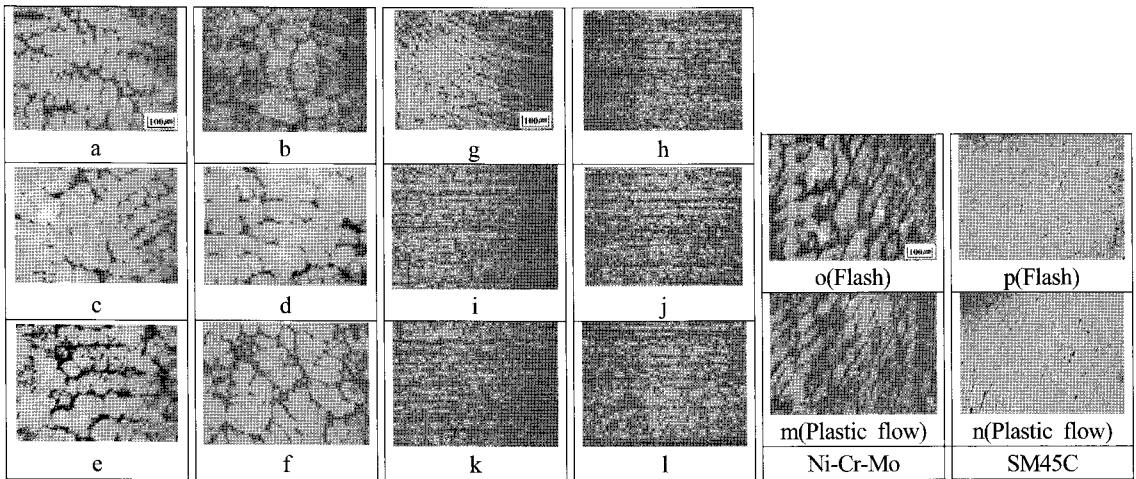 100㎛
a
b
100㎛
g
h
c
d
i
j
100㎛
o(Flash)
p(Flash)
e
f
k
l
m(Plastic flow)
n(Plastic flow)
Ni-Cr-Mo
SM45C